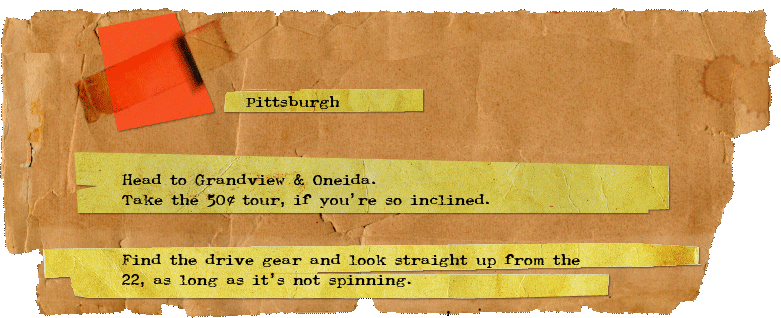 Pittsburgh
Head to Grandview & Oneida.
Take the 50¢ tour, if you're so inclined.
Find the drive gear and look straight up from the
22, as long as it's not spinning.